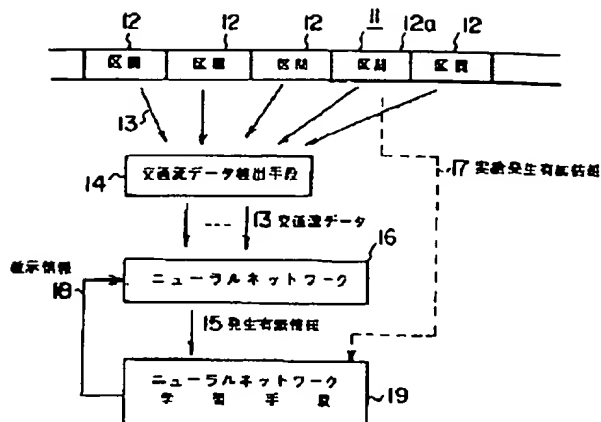 12 12 12 11 12a 12
区間 区間 区間 区間 区間
13
14 交通流データ検出手段
17 実際発生有無情報
13 交通流データ
16
教示情報
18
ニューラルネットワーク
15 発生有無情報
ニューラルネットワーク
学習手段
19